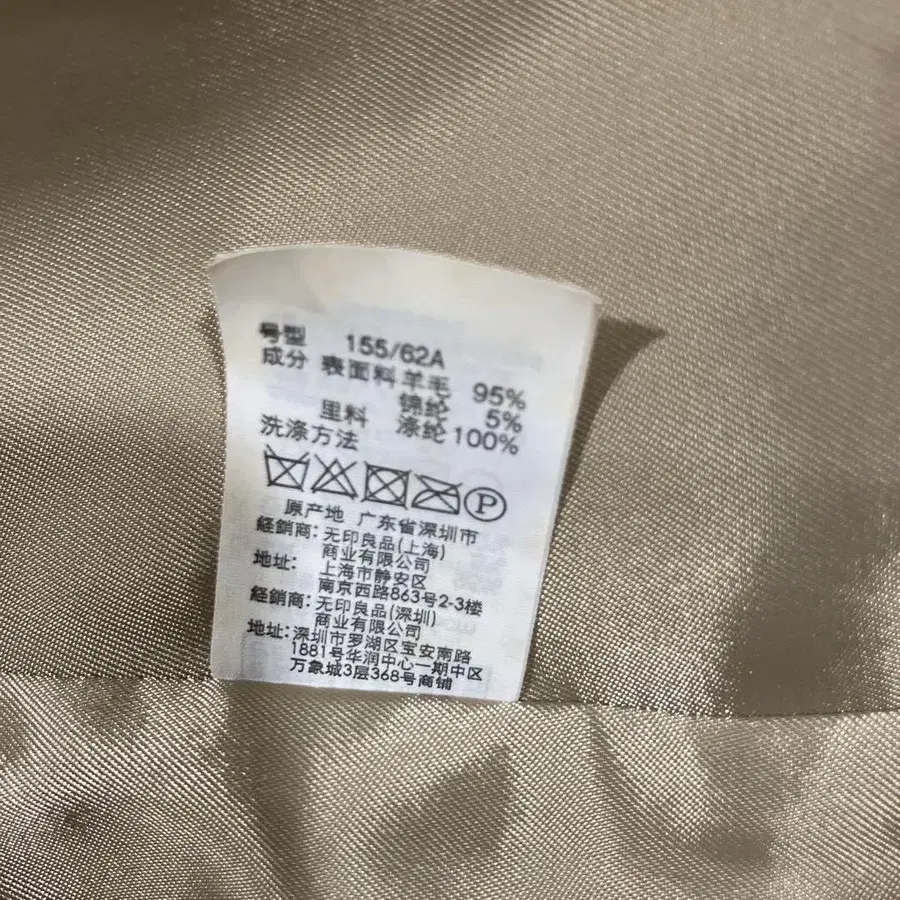 号型 155/62A
成分 表面料 羊毛 95%
锦纶 5%
里料 涤纶 100%
洗涤方法
P
原产地 广东省深圳市
経銷商：无印良品(上海)
商业有限公司
地址： 上海市静安区
南京西路863号2-3楼
経銷商：无印良品(深圳)
商业有限公司
地址：深圳市罗湖区宝安南路
1881号华润中心一期中区
万象城3层368号商铺